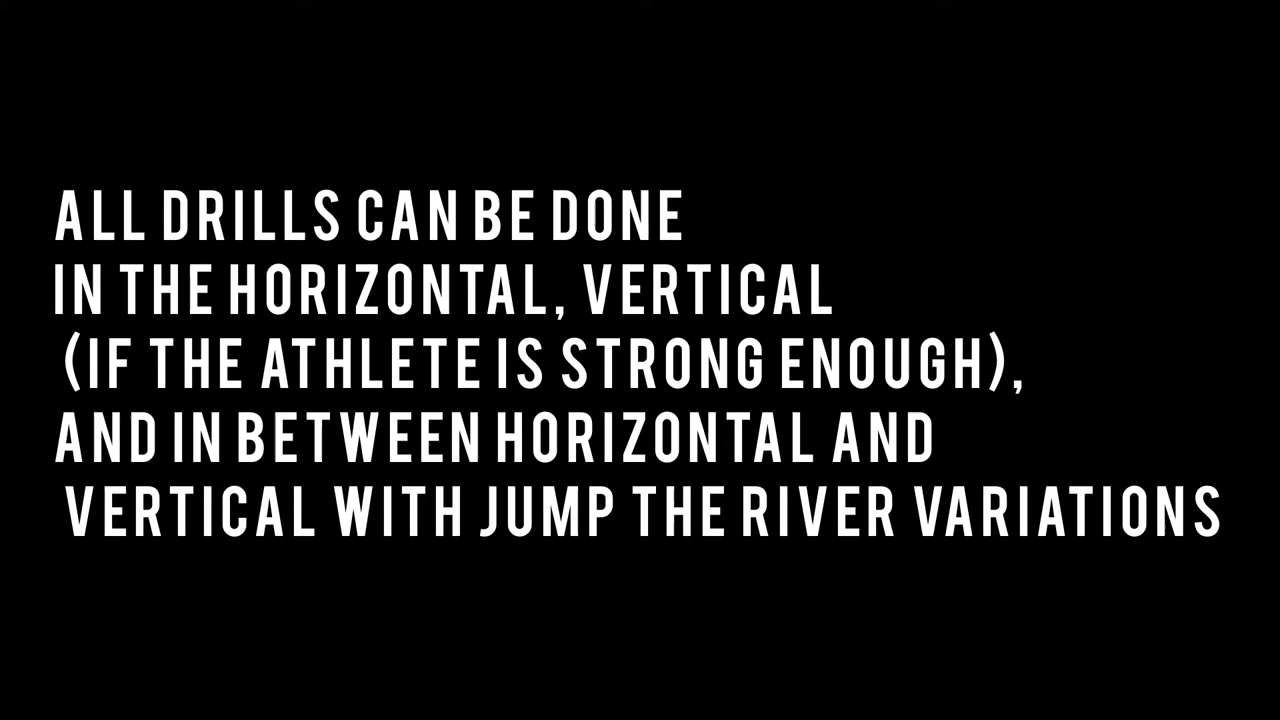 ALL DRILLS CAN BE DONE
IN THE HORIZONTAL, VERTICAL
(IF THE ATHLETE IS STRONG ENOUGH),
AND IN BETWEEN HORIZONTAL AND
VERTICAL WITH JUMP THE RIVER VARIATIONS